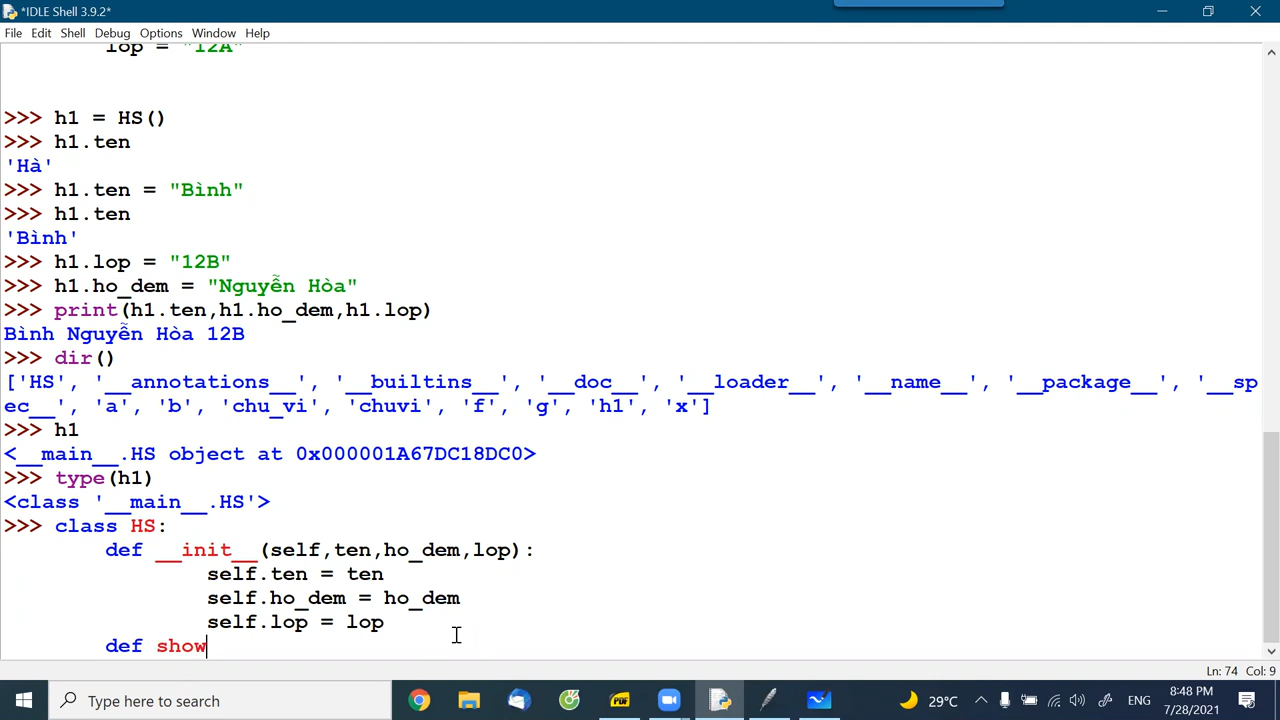 *IDLE Shell 3.9.2*
File Edit Shell Debug Options Window Help
lop = "12A"
>>> h1 = HS()
>>> h1.ten
'Hà'
>>> h1.ten = "Bình"
>>> h1.ten
'Bình'
>>> h1.lop = "12B"
>>> h1.ho_dem = "Nguyễn Hòa"
>>> print(h1.ten,h1.ho_dem,h1.lop)
Bình Nguyễn Hòa 12B
>>> dir()
['HS', '__annotations__', '__builtins__', '__doc__', '__loader__', '__name__', '__package__', '__sp
ec__', 'a', 'b', 'chu_vi', 'chuvi', 'f', 'g', 'h1', 'x']
>>> h1
<__main__.HS object at 0x000001A67DC18DC0>
>>> type(h1)
<class '__main__.HS'>
>>> class HS:
def __init__(self,ten,ho_dem,lop):
self.ten = ten
self.ho_dem = ho_dem
self.lop = lop
def show
Ln: 74 Col: 9
Type here to search
29°C
ENG
8:48 PM
7/28/2021